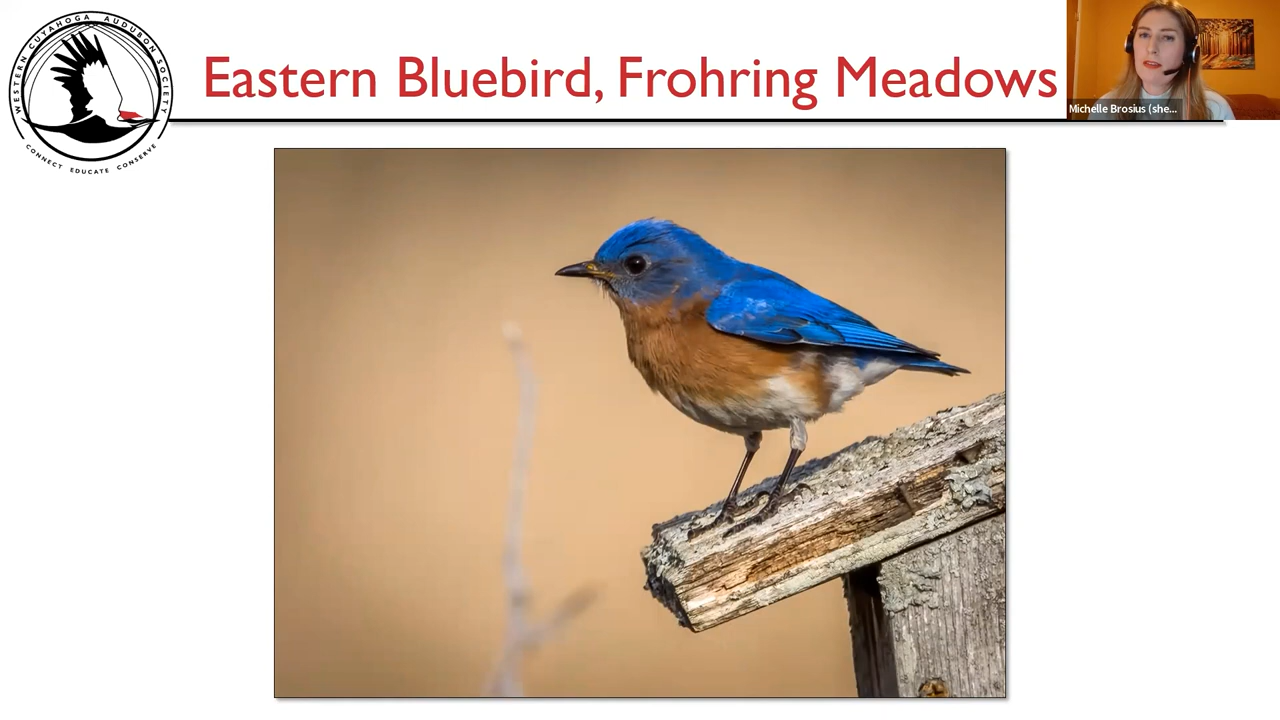 WESTERN CUYAHOGA AUDUBON SOCIETY
CONNECT EDUCATE CONSERVE
Eastern Bluebird, Frohring Meadows
Michelle Brosius (she...